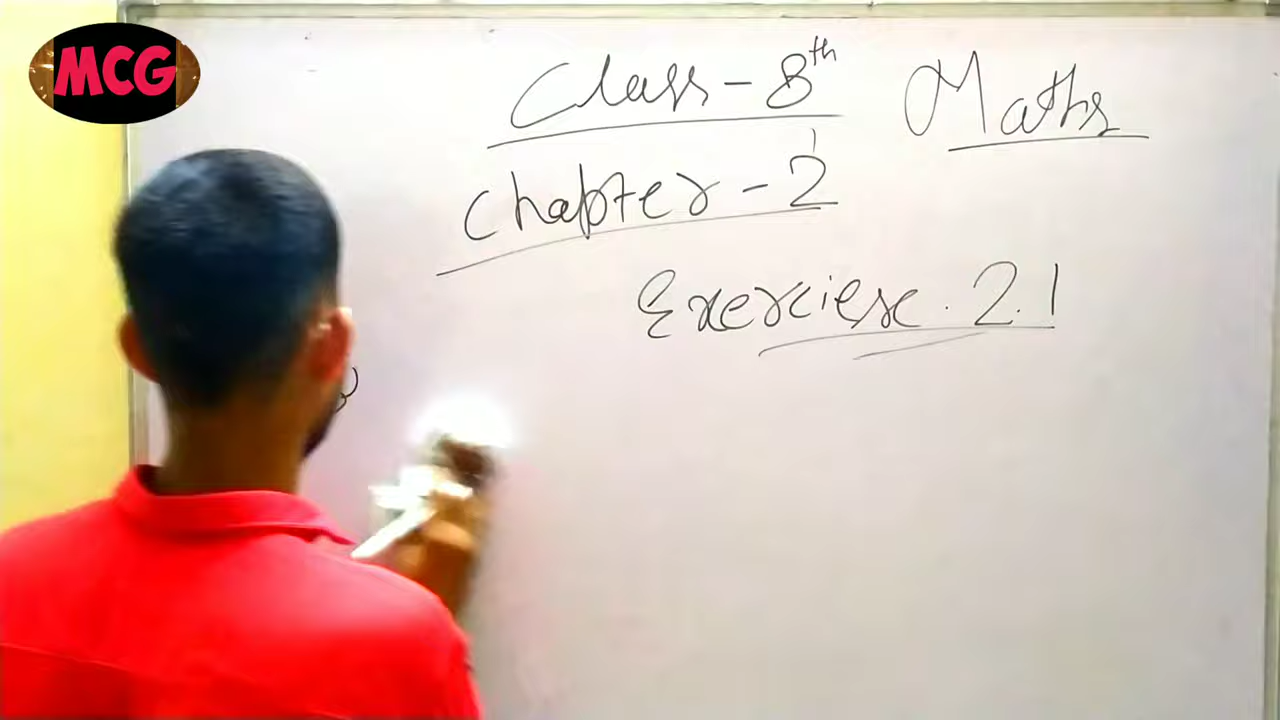 MCG
Class - 8th Maths
Chapter - 2
Exerciese. 2.1